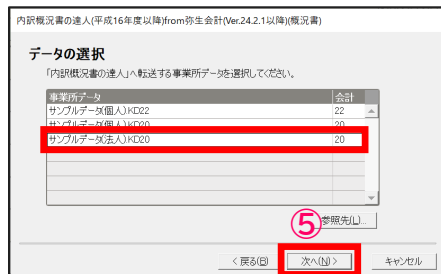 内訳概況書の達人(平成16年度以降)from弥生会計(Ver.24.2.1以降)(概況書)
データの選択
「内訳概況書の達人」へ転送する事業所データを選択してください。
事業所データ 会計
サンプルデータ(個人).KD22 22
サンプルデータ(個人).KD20 20
サンプルデータ(法人).KD20 20
⑤ 参照先(L)...
< 戻る(B) 次へ(N) > キャンセル